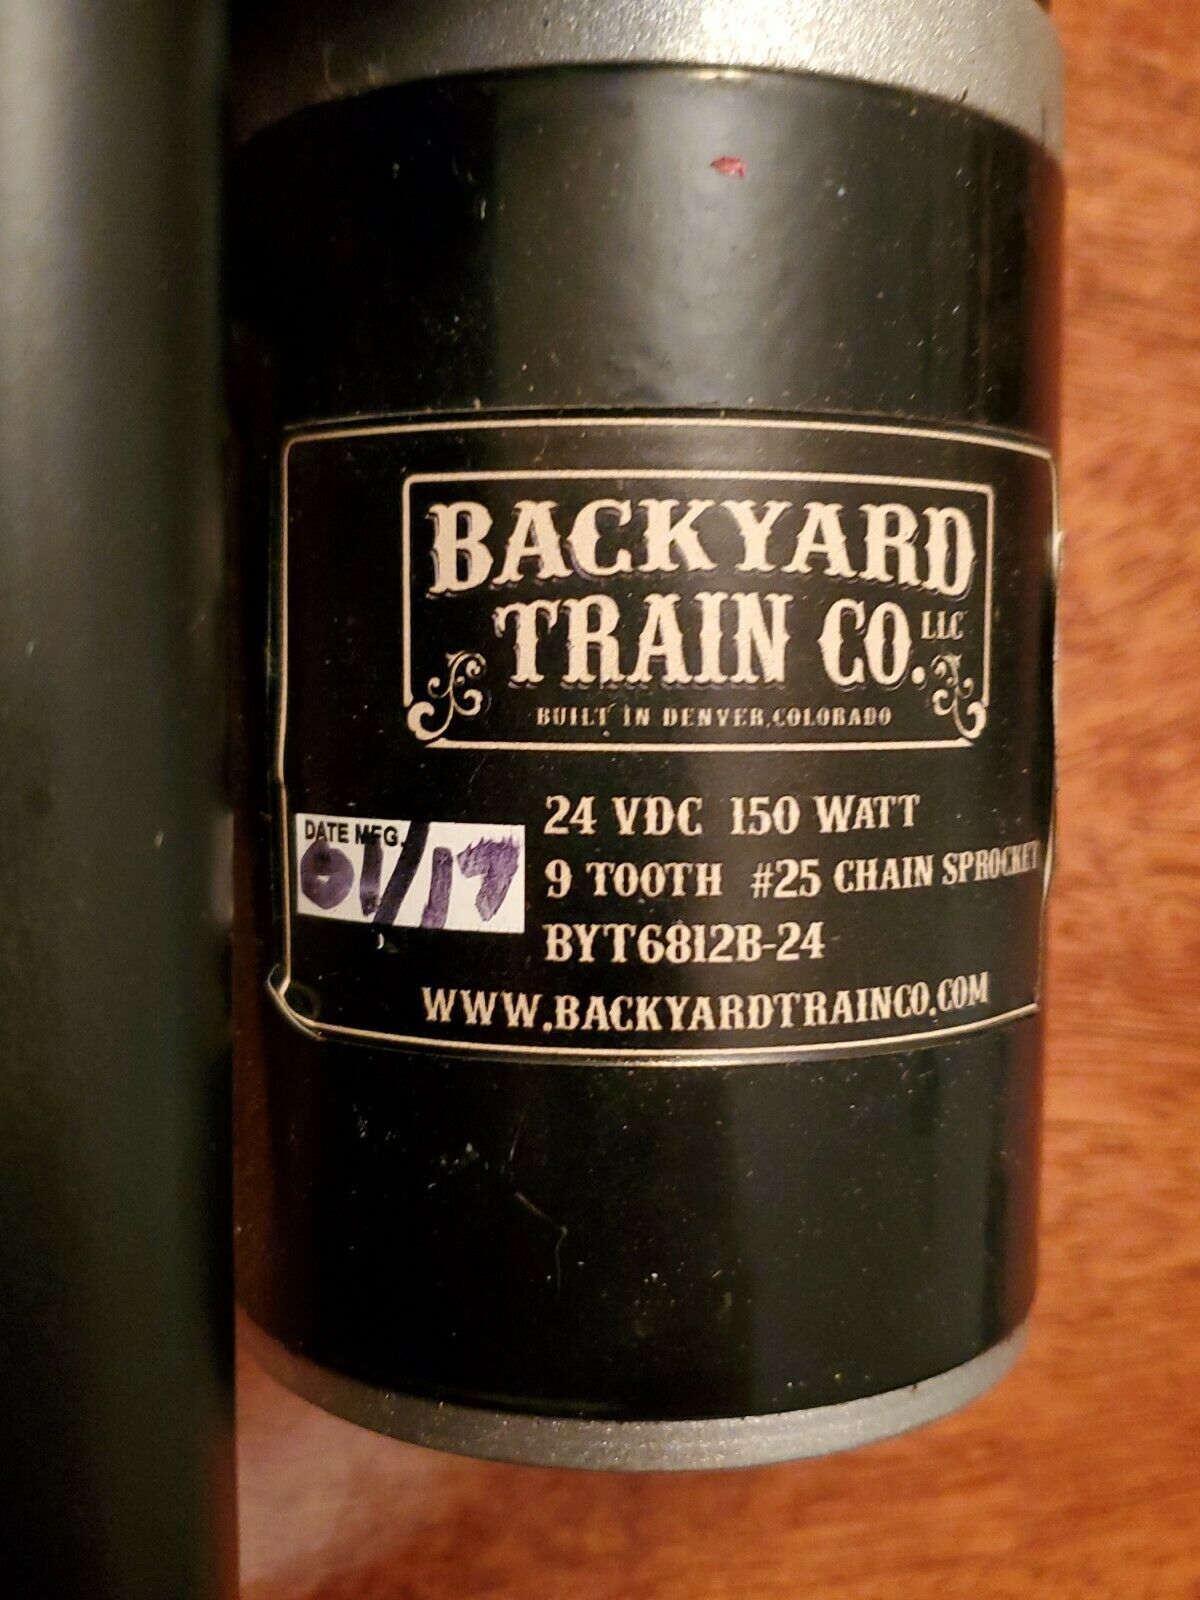 BACKYARD
TRAIN CO. LLC
BUILT IN DENVER, COLORADO
24 VDC 150 WATT
9 TOOTH #25 CHAIN SPROCKET
BYT6812B-24
WWW.BACKYARDTRAINCO.COM
DATE MFG.
01/17